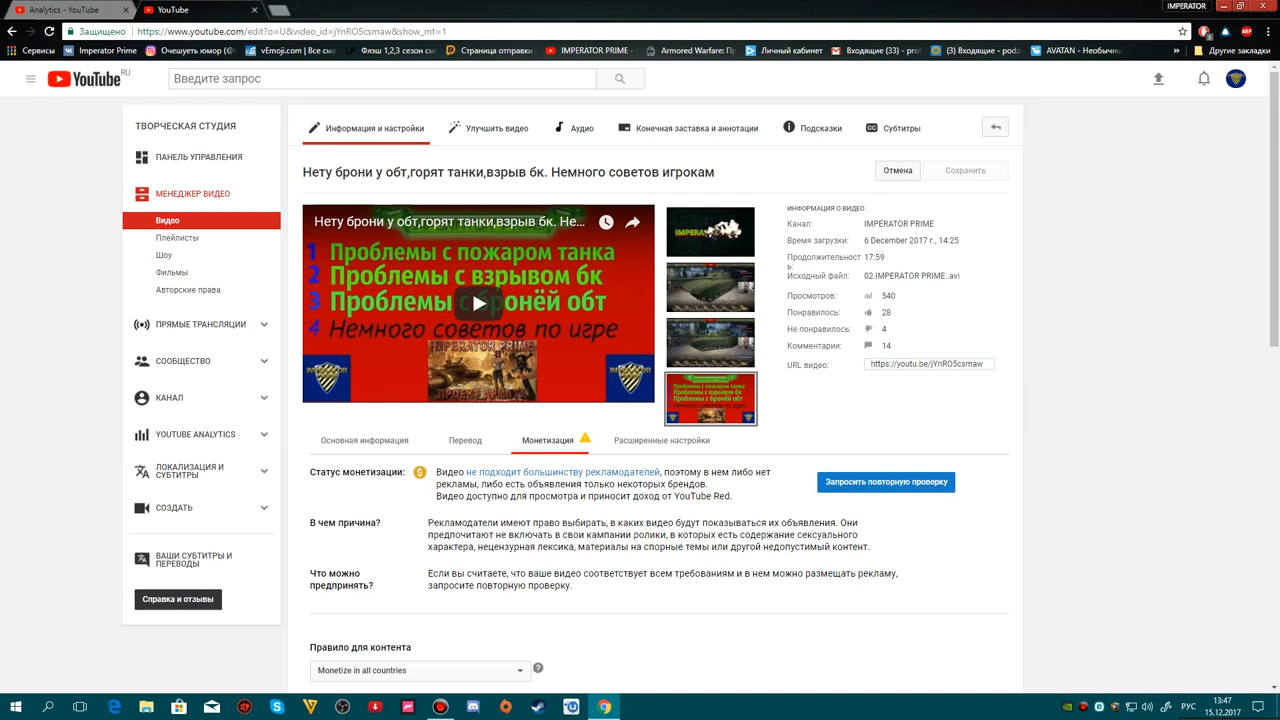 Analytics - YouTube
YouTube
IMPERATOR
Защищено
https://www.youtube.com/edit?o=U&video_id=jYnRO5csmaw&show_mt=1
Сервисы
Imperator Prime
Очешуеть юмор (@
vEmoji.com | Все сма
Флэш 1,2,3 сезон см
Страница отправки
IMPERATOR PRIME -
Armored Warfare: П
Личный кабинет
Входящие (31) - prot
(3) Входящие - podz
AVATAN - Необычн
»
Другие закладки
YouTube RU
Введите запрос
ТВОРЧЕСКАЯ СТУДИЯ
ПАНЕЛЬ УПРАВЛЕНИЯ
МЕНЕДЖЕР ВИДЕО
Видео
Плейлисты
Шоу
Фильмы
Авторские права
ПРЯМЫЕ ТРАНСЛЯЦИИ
СООБЩЕСТВО
КАНАЛ
YOUTUBE ANALYTICS
ЛОКАЛИЗАЦИЯ И
СУБТИТРЫ
СОЗДАТЬ
ВАШИ СУБТИТРЫ И
ПЕРЕВОДЫ
Справка и отзывы
Информация и настройки
Улучшить видео
Аудио
Конечная заставка и аннотации
Подсказки
Субтитры
Нету брони у обт,горят танки,взрыв бк. Немного советов игрокам
Отмена
Сохранить
Нету брони у обт,горят танки,взрыв бк. Не...
1 Проблемы с пожаром танка
2 Проблемы с взрывом бк
3 Проблемы с бронёй обт
4 Немного советов по игре
IMPERATOR PRIME
ИНФОРМАЦИЯ О ВИДЕО
Канал: IMPERATOR PRIME
Время загрузки: 6 December 2017 г., 14:25
Продолжительност 17:59
ь:
Исходный файл: 02.IMPERATOR PRIME..avi
Просмотров: 540
Понравилось: 28
Не понравилось: 4
Комментарии: 14
URL видео: https://youtu.be/jYnRO5csmaw
Основная информация
Перевод
Монетизация
Расширенные настройки
Статус монетизации:
Видео не подходит большинству рекламодателей, поэтому в нем либо нет
рекламы, либо есть объявления только некоторых брендов.
Видео доступно для просмотра и приносит доход от YouTube Red.
Запросить повторную проверку
В чем причина?
Рекламодатели имеют право выбирать, в каких видео будут показываться их объявления. Они
предпочитают не включать в свои кампании ролики, в которых есть содержание сексуального
характера, нецензурная лексика, материалы на спорные темы или другой недопустимый контент.
Что можно
предпринять?
Если вы считаете, что ваше видео соответствует всем требованиям и в нем можно размещать рекламу,
запросите повторную проверку.
Правило для контента
Monetize in all countries
РУС
13:47
15.12.2017